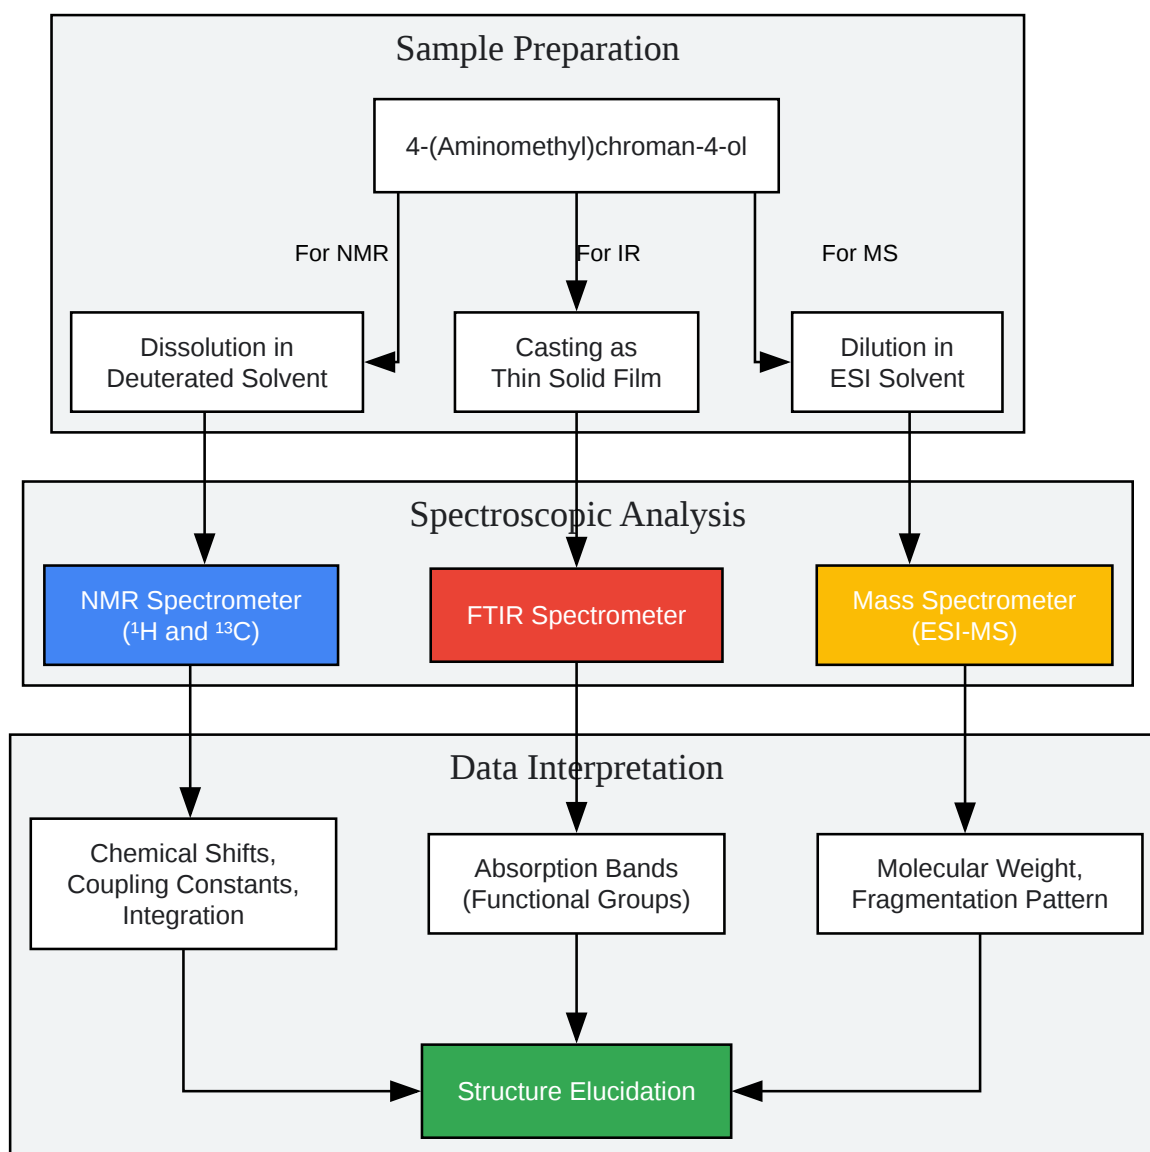 Sample Preparation
4-(Aminomethyl)chroman-4-ol
For NMR
For IR
For MS
Dissolution in
Deuterated Solvent
Casting as
Thin Solid Film
Dilution in
ESI Solvent
Spectroscopic Analysis
NMR Spectrometer
(¹H and ¹³C)
FTIR Spectrometer
Mass Spectrometer
(ESI-MS)
Data Interpretation
Chemical Shifts,
Coupling Constants,
Integration
Absorption Bands
(Functional Groups)
Molecular Weight,
Fragmentation Pattern
Structure Elucidation